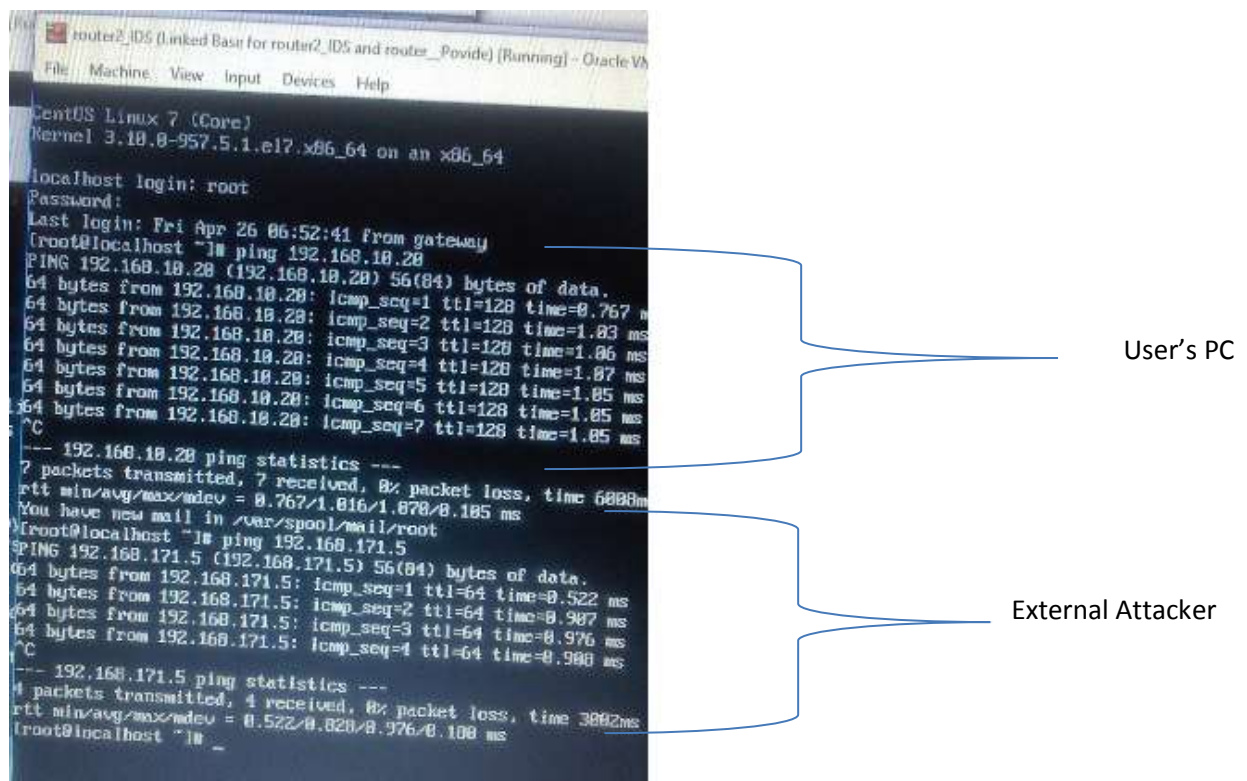 router2_IDS (Linked Base for router2_IDS and router__Povide) [Running] - Oracle VM
File Machine View Input Devices Help
CentOS Linux 7 (Core)
Kernel 3.10.0-957.5.1.el7.x86_64 on an x86_64
localhost login: root
Password:
Last login: Fri Apr 26 06:52:41 from gateway
[root@localhost ~]# ping 192.168.10.20
PING 192.168.10.20 (192.168.10.20) 56(84) bytes of data.
64 bytes from 192.168.10.20: icmp_seq=1 ttl=128 time=0.767 m
64 bytes from 192.168.10.20: icmp_seq=2 ttl=128 time=1.03 ms
64 bytes from 192.168.10.20: icmp_seq=3 ttl=128 time=1.06 ms
64 bytes from 192.168.10.20: icmp_seq=4 ttl=128 time=1.07 ms
64 bytes from 192.168.10.20: icmp_seq=5 ttl=128 time=1.05 ms
64 bytes from 192.168.10.20: icmp_seq=6 ttl=128 time=1.05 ms
64 bytes from 192.168.10.20: icmp_seq=7 ttl=128 time=1.05 ms
^C
--- 192.168.10.20 ping statistics ---
7 packets transmitted, 7 received, 0% packet loss, time 6008m
rtt min/avg/max/mdev = 0.767/1.016/1.070/0.105 ms
You have new mail in /var/spool/mail/root
[root@localhost ~]# ping 192.168.171.5
PING 192.168.171.5 (192.168.171.5) 56(84) bytes of data.
64 bytes from 192.168.171.5: icmp_seq=1 ttl=64 time=0.522 ms
64 bytes from 192.168.171.5: icmp_seq=2 ttl=64 time=0.907 ms
64 bytes from 192.168.171.5: icmp_seq=3 ttl=64 time=0.976 ms
64 bytes from 192.168.171.5: icmp_seq=4 ttl=64 time=0.908 ms
^C
--- 192.168.171.5 ping statistics ---
4 packets transmitted, 4 received, 0% packet loss, time 3002ms
rtt min/avg/max/mdev = 0.522/0.828/0.976/0.180 ms
[root@localhost ~]# _
User's PC
External Attacker